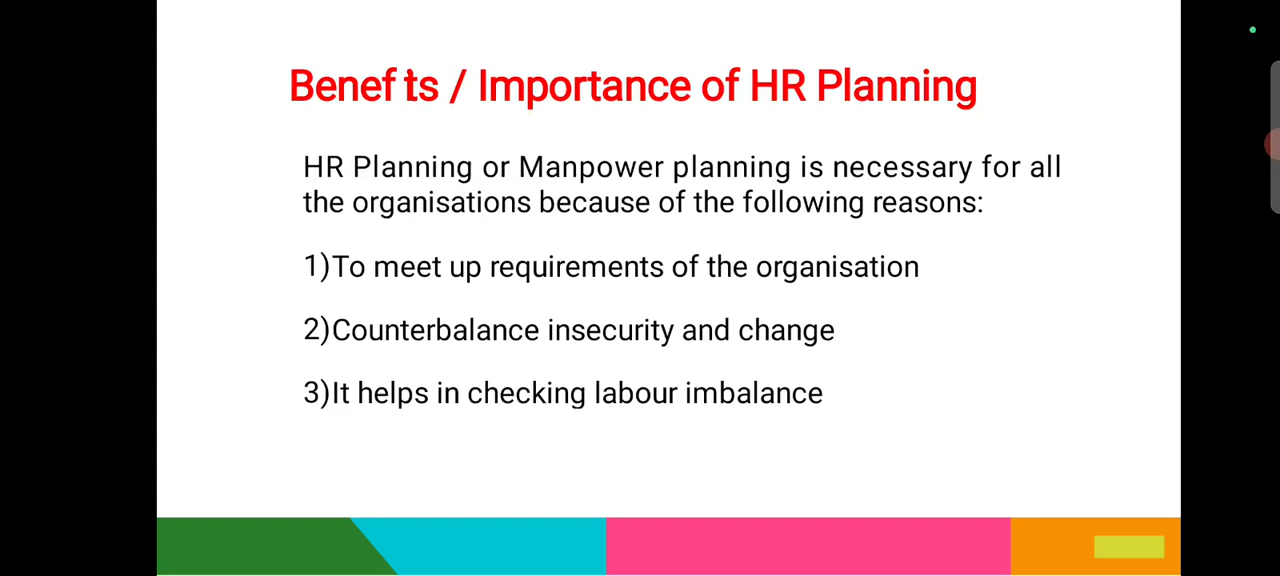 Benefits / Importance of HR Planning
HR Planning or Manpower planning is necessary for all
the organisations because of the following reasons:
1)To meet up requirements of the organisation
2)Counterbalance insecurity and change
3)It helps in checking labour imbalance